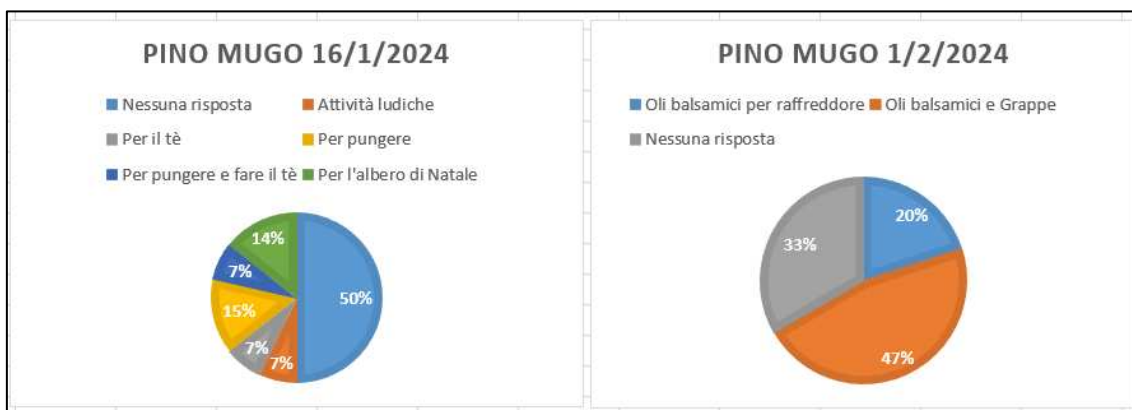 PINO MUGO 16/1/2024
Nessuna risposta
Attività ludiche
Per il tè
Per pungere
Per pungere e fare il tè
Per l'albero di Natale
14%
7%
50%
15%
7%
7%
PINO MUGO 1/2/2024
Oli balsamici per raffreddore
Oli balsamici e Grappe
Nessuna risposta
20%
33%
47%